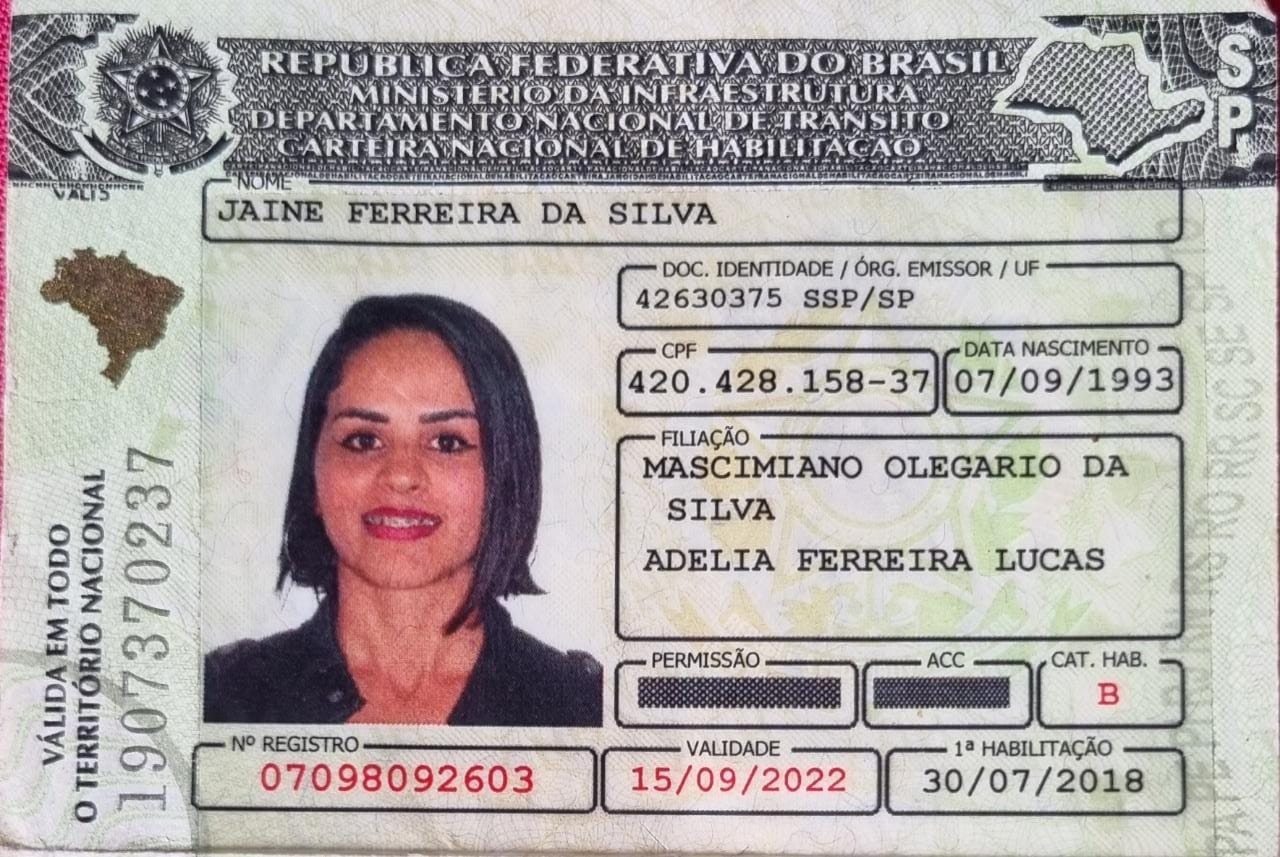 REPÚBLICA FEDERATIVA DO BRASIL
MINISTÉRIO DA INFRAESTRUTURA
DEPARTAMENTO NACIONAL DE TRÂNSITO
CARTEIRA NACIONAL DE HABILITAÇÃO
SP
NOME
JAINE FERREIRA DA SILVA
DOC. IDENTIDADE / ÓRG. EMISSOR / UF
42630375 SSP/SP
CPF
420.428.158-37
DATA NASCIMENTO
07/09/1993
FILIAÇÃO
MASCIMIANO OLEGARIO DA
SILVA
ADELIA FERREIRA LUCAS
PERMISSÃO
ACC
CAT. HAB.
B
Nº REGISTRO
07098092603
VALIDADE
15/09/2022
1ª HABILITAÇÃO
30/07/2018
VÁLIDA EM TODO
O TERRITÓRIO NACIONAL
1907370237